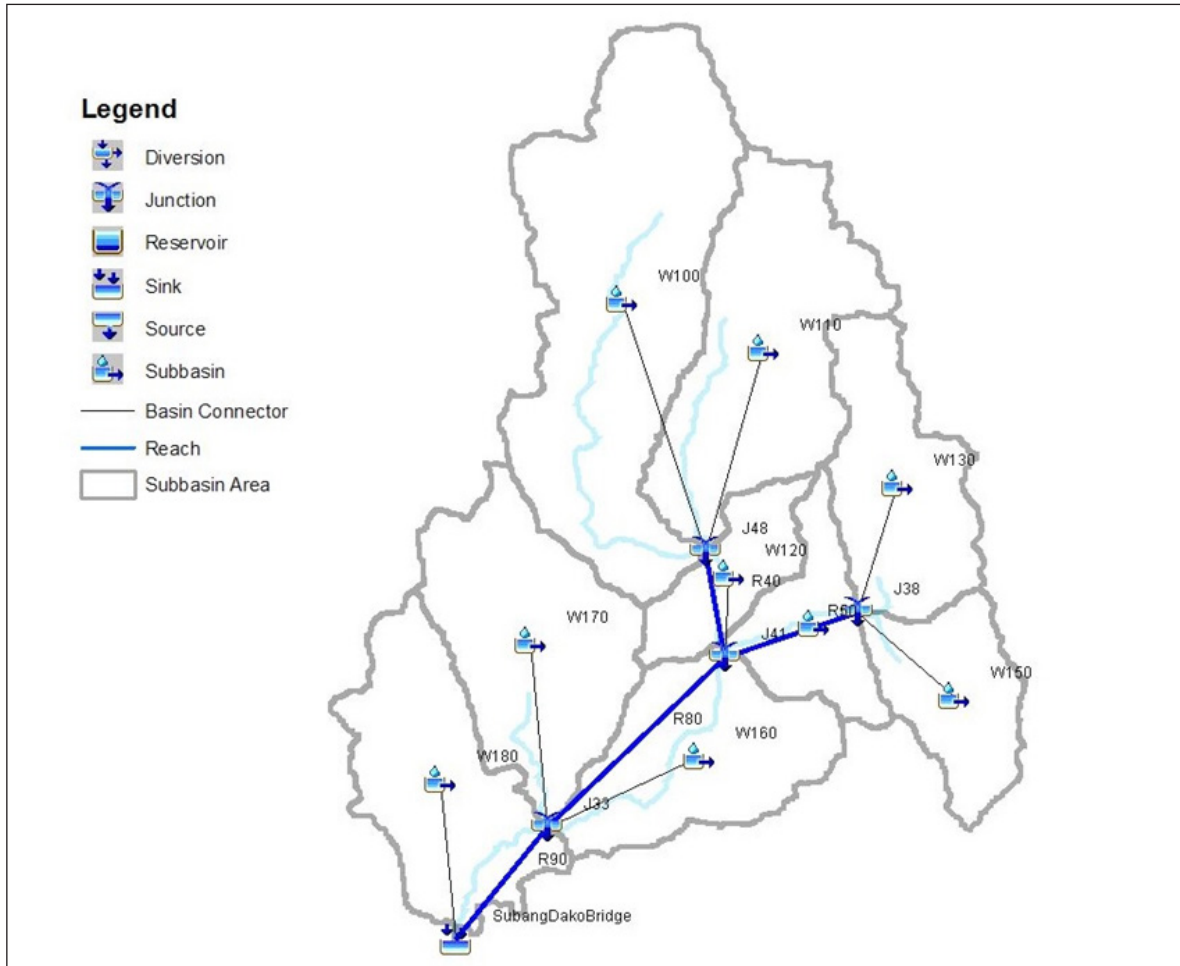 Legend
Diversion
Junction
Reservoir
Sink
Source
Subbasin
Basin Connector
Reach
Subbasin Area
W100
W110
W130
J48
W120
R40
J38
R50
J41
W170
W150
R80
W160
W180
J33
R90
SubangDakoBridge